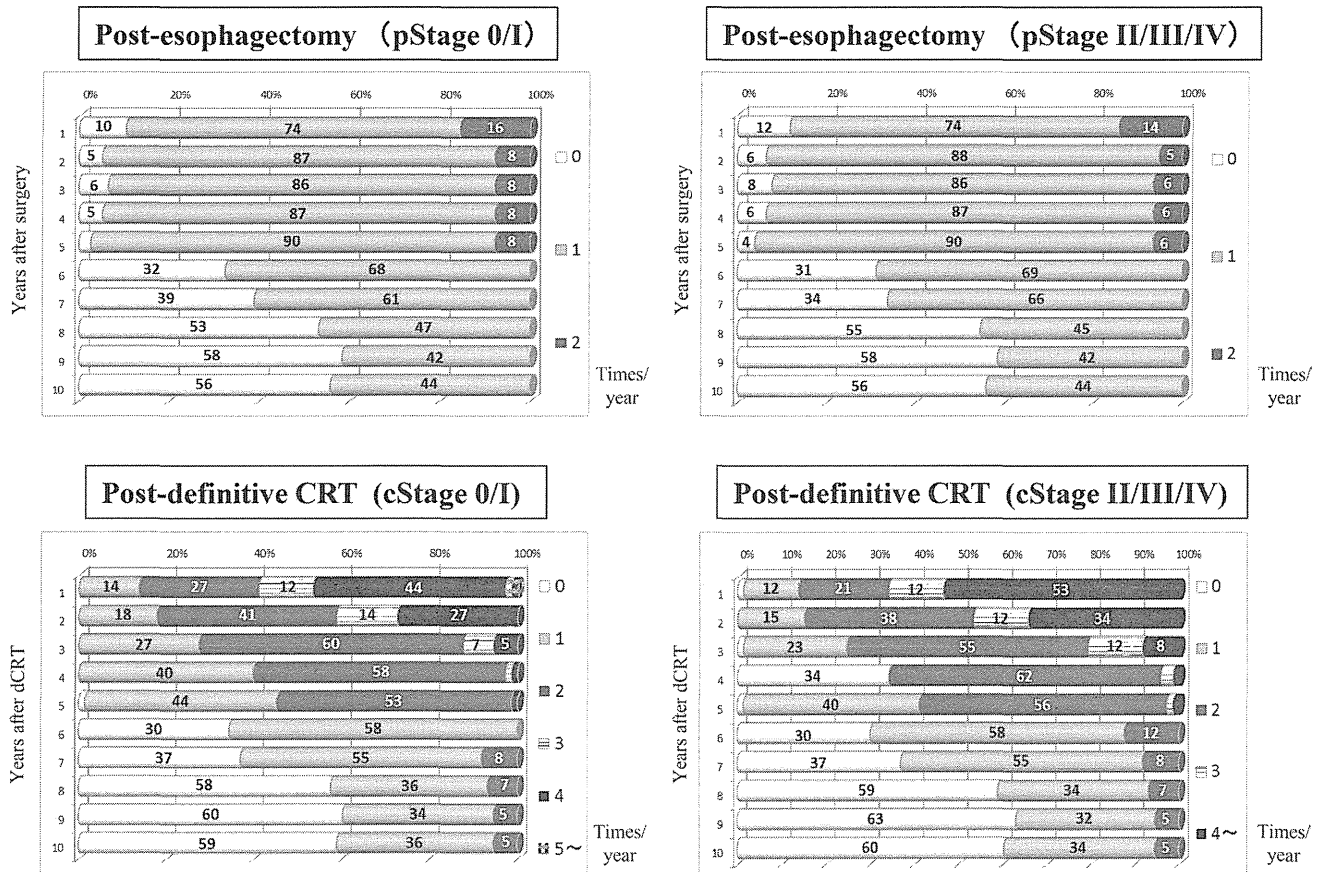 Post-esophagectomy （pStage 0/I）
0% 20% 40% 60% 80% 100%
Years after surgery
1 10 74 16
2 5 87 8
3 6 86 8
4 5 87 8
5 90 8
6 32 68
7 39 61
8 53 47
9 58 42
10 56 44
0
1
2
Times/
year
Post-esophagectomy （pStage II/III/IV）
0% 20% 40% 60% 80% 100%
Years after surgery
1 12 74 14
2 6 88 5
3 8 86 6
4 6 87 6
5 4 90 6
6 31 69
7 34 66
8 55 45
9 58 42
10 56 44
0
1
2
Times/
year
Post-definitive CRT (cStage 0/I)
0% 20% 40% 60% 80% 100%
Years after dCRT
1 14 27 12 44
2 18 41 14 27
3 27 60 7 5
4 40 58
5 44 53
6 30 58
7 37 55 8
8 58 36 7
9 60 34 5
10 59 36 5
0
1
2
3
4
5～
Times/
year
Post-definitive CRT (cStage II/III/IV)
0% 10% 20% 30% 40% 50% 60% 70% 80% 90% 100%
Years after dCRT
1 12 21 12 53
2 15 38 12 34
3 23 55 12 8
4 34 62
5 40 56
6 30 58 12
7 37 55 8
8 59 34 7
9 63 32 5
10 60 34 5
0
1
2
3
4～
Times/
year